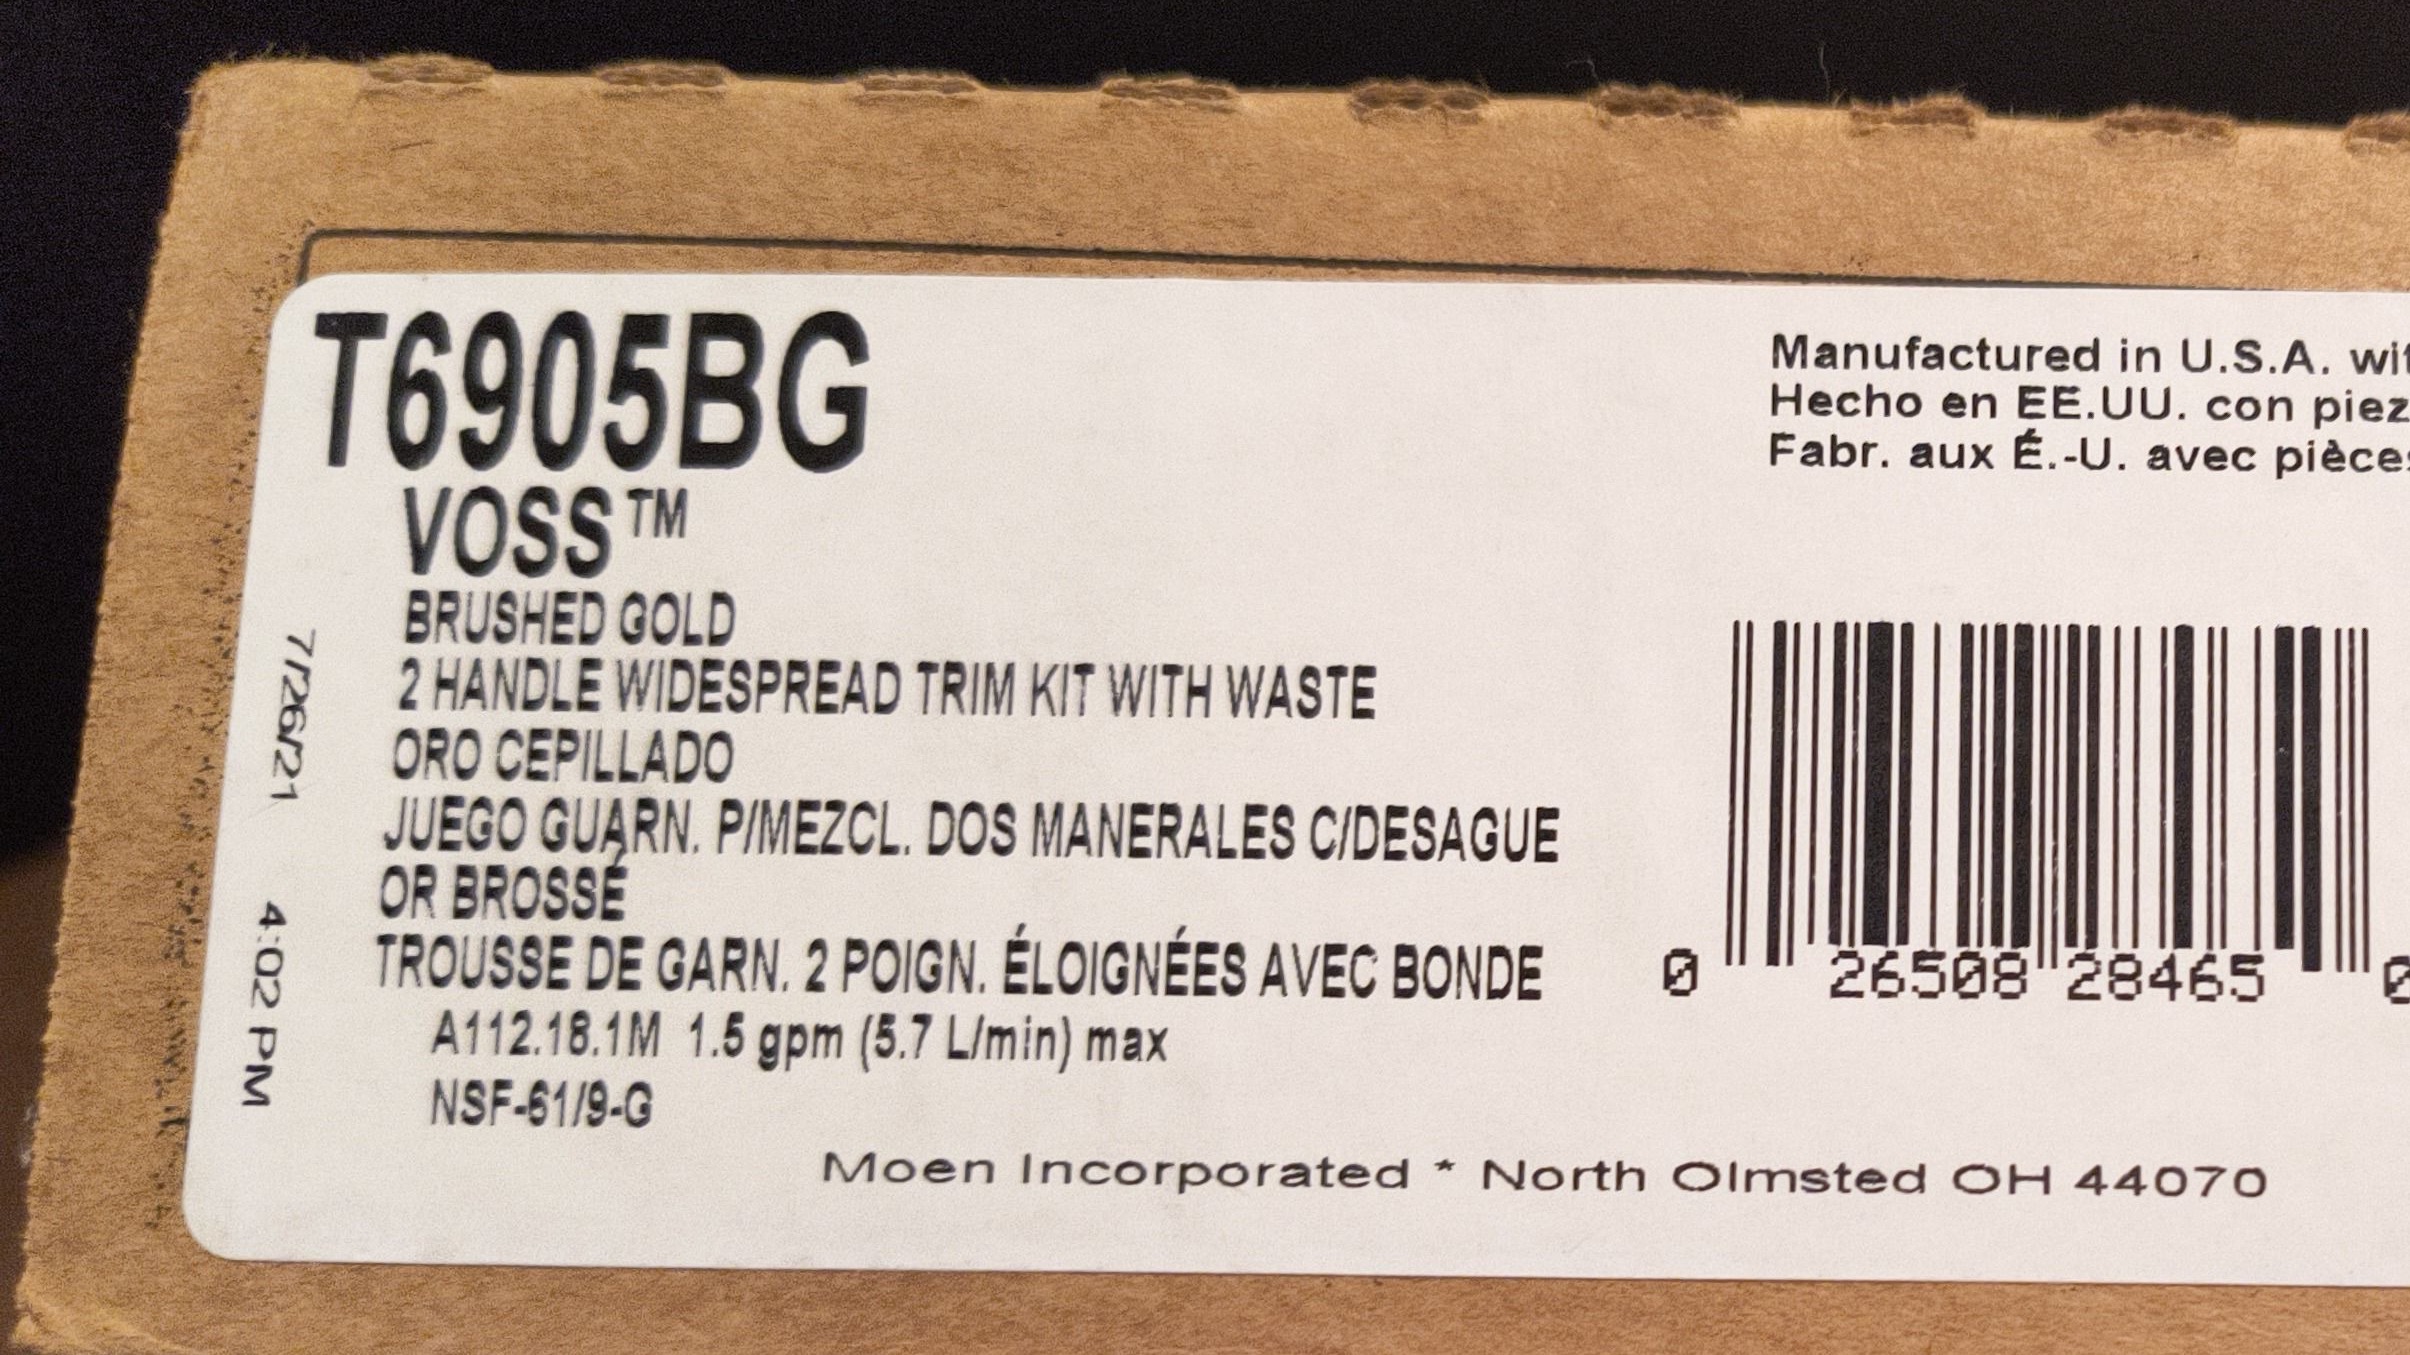 T6905BG
VOSS™
BRUSHED GOLD
2 HANDLE WIDESPREAD TRIM KIT WITH WASTE
ORO CEPILLADO
JUEGO GUARN. P/MEZCL. DOS MANERALES C/DESAGUE
OR BROSSÉ
TROUSSE DE GARN. 2 POIGN. ÉLOIGNÉES AVEC BONDE
A112.18.1M 1.5 gpm (5.7 L/min) max
NSF-61/9-G
7/26/21 4:02 PM
Manufactured in U.S.A.
Hecho en EE.UU. con
Fabr. aux É.-U. avec
0 26508 28465 0
Moen Incorporated * North Olmsted OH 44070